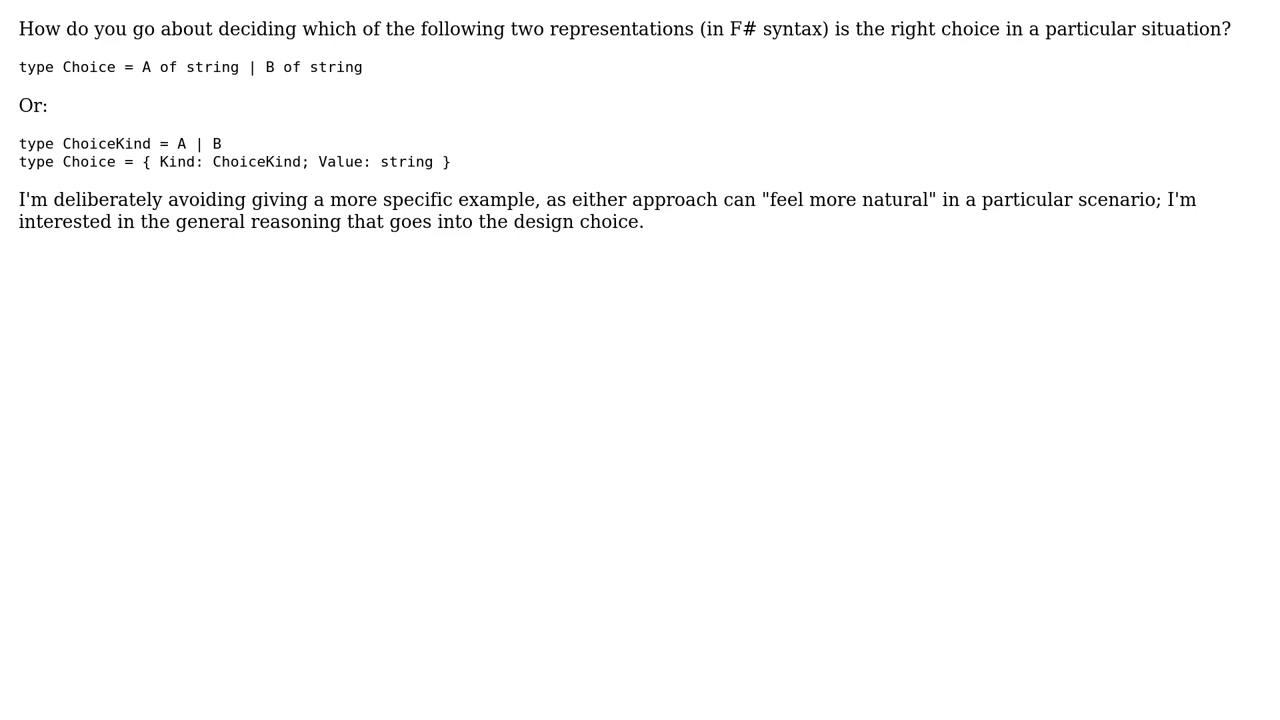 How do you go about deciding which of the following two representations (in F# syntax) is the right choice in a particular situation?
type Choice = A of string | B of string
Or:
type ChoiceKind = A | B
type Choice = { Kind: ChoiceKind; Value: string }
I'm deliberately avoiding giving a more specific example, as either approach can "feel more natural" in a particular scenario; I'm
interested in the general reasoning that goes into the design choice.